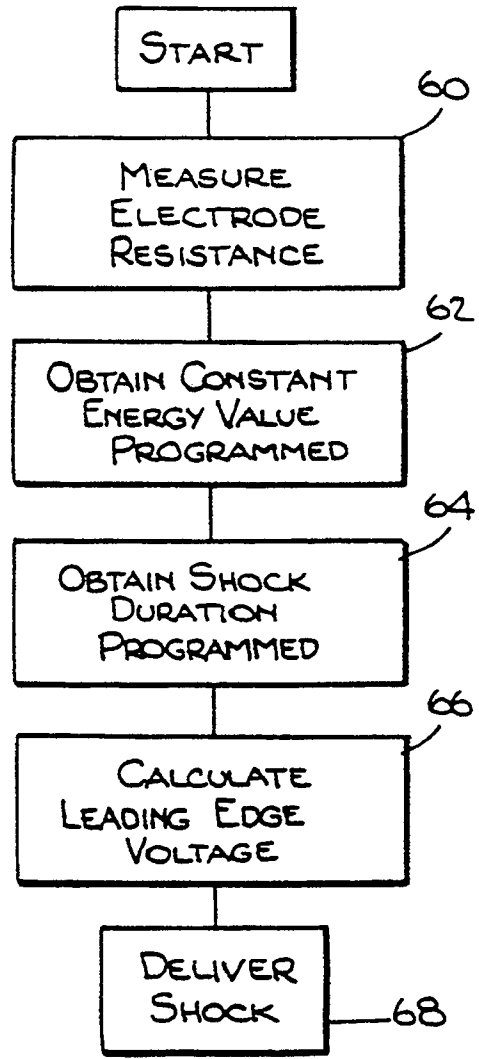 START
60
MEASURE
ELECTRODE
RESISTANCE
62
OBTAIN CONSTANT
ENERGY VALUE
PROGRAMMED
64
OBTAIN SHOCK
DURATION
PROGRAMMED
66
CALCULATE
LEADING EDGE
VOLTAGE
DELIVER
SHOCK
68